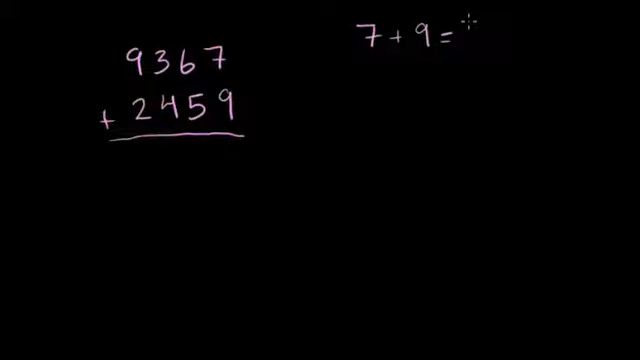 9367
+ 2459
7 + 9 =